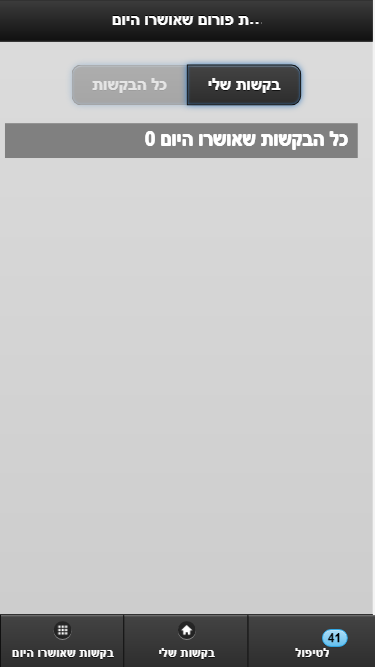 ...ת פורום שאושרו היום
בקשות שלי
כל הבקשות
כל הבקשות שאושרו היום 0
41
לטיפול
בקשות שלי
בקשות שאושרו היום